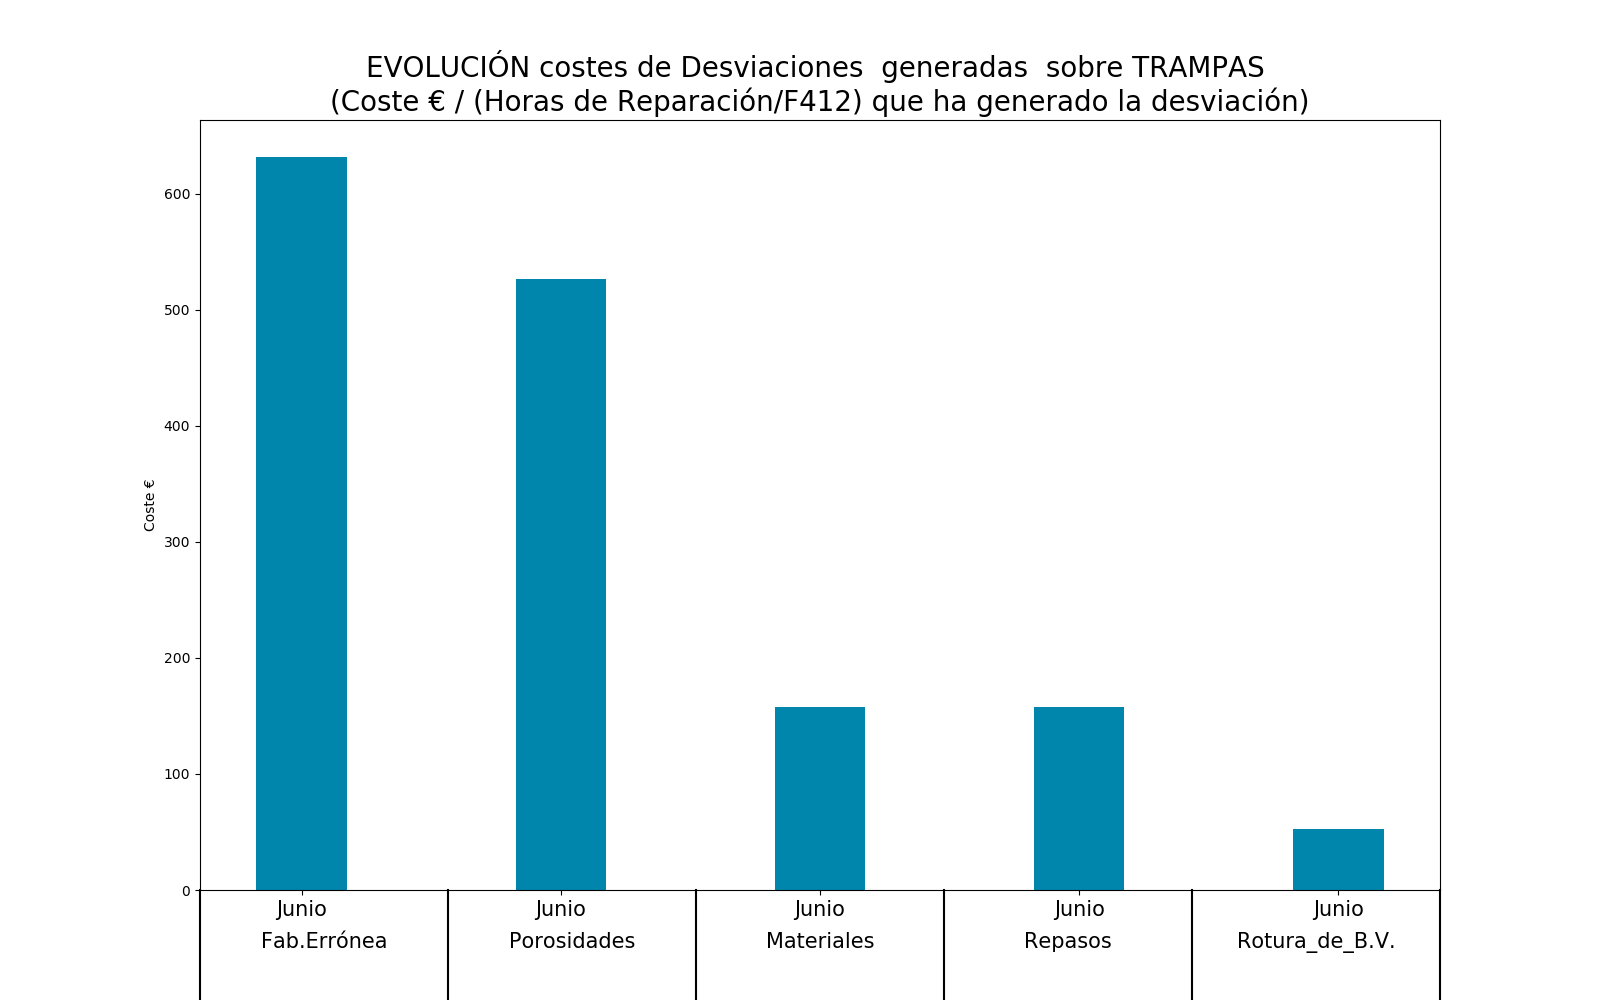 EVOLUCIÓN costes de Desviaciones  generadas  sobre TRAMPAS
(Coste € / (Horas de Reparación/F412) que ha generado la desviación)
600
500
400
300
200
100
0
Coste €
Junio Junio Junio Junio Junio
Fab.Errónea Porosidades Materiales Repasos Rotura_de_B.V.